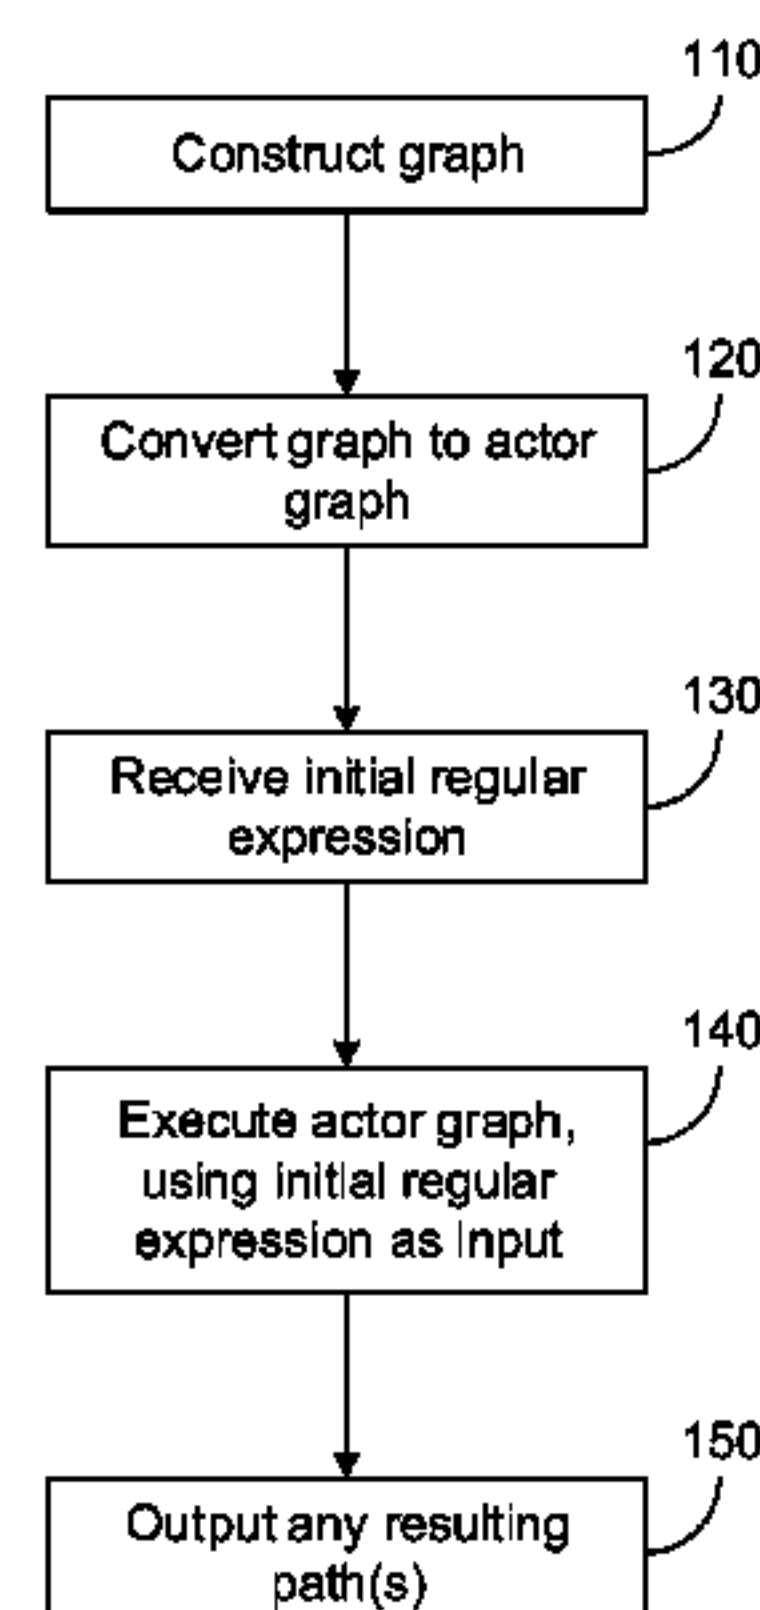 110
Construct graph
120
Convert graph to actor
graph
130
Receive initial regular
expression
140
Execute actor graph,
using initial regular
expression as Input
150
Output any resulting
path(s)